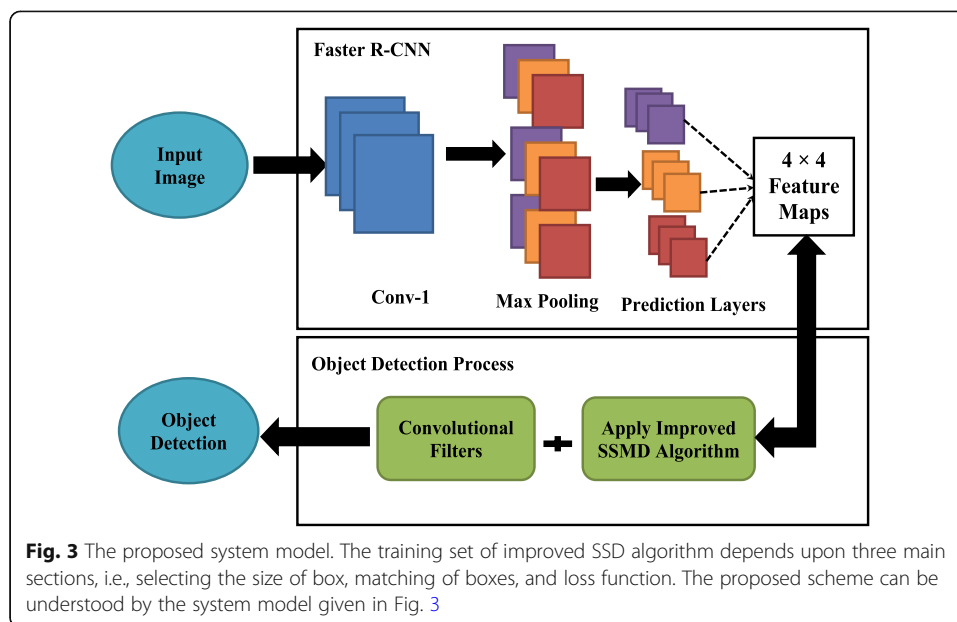 Faster R-CNN
Input
Image
4 × 4
Feature
Maps
Conv-1
Max Pooling
Prediction Layers
Object Detection Process
Object
Detection
Convolutional
Filters
+
Apply Improved
SSMD Algorithm
Fig. 3 The proposed system model. The training set of improved SSD algorithm depends upon three main
sections, i.e., selecting the size of box, matching of boxes, and loss function. The proposed scheme can be
understood by the system model given in Fig. 3